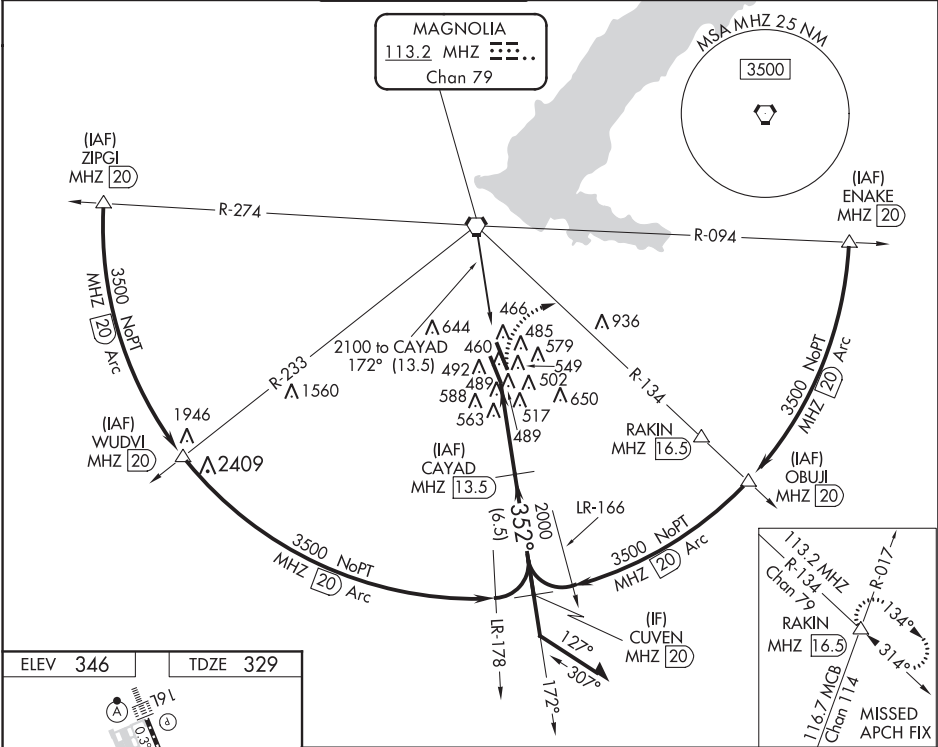 MAGNOLIA
113.2 MHZ
Chan 79
MSA MHZ 25 NM
3500
(IAF)
ZIPGI
MHZ 20
(IAF)
ENAKE
MHZ 20
R-274
R-094
3500 NoPT
MHZ 20 Arc
3500 NoPT
MHZ 20 Arc
R-233
R-134
2100 to CAYAD
172° (13.5)
644
466
485
936
460
579
492
549
489
502
588
650
563
517
489
1560
1946
(IAF)
WUDVI
MHZ 20
2409
RAKIN
MHZ 16.5
(IAF)
CAYAD
MHZ 13.5
(IAF)
OBUJI
MHZ 20
352°
(6.5)
2000
LR-166
3500 NoPT
MHZ 20 Arc
3500 NoPT
MHZ 20 Arc
LR-178
(IF)
CUVEN
MHZ 20
127°
307°
172°
113.2 MHZ
R-134
Chan 79
R-017
RAKIN
MHZ 16.5
134°
314°
116.7 MCB
Chan 114
MISSED
APCH FIX
ELEV 346
TDZE 329
16L
A
P